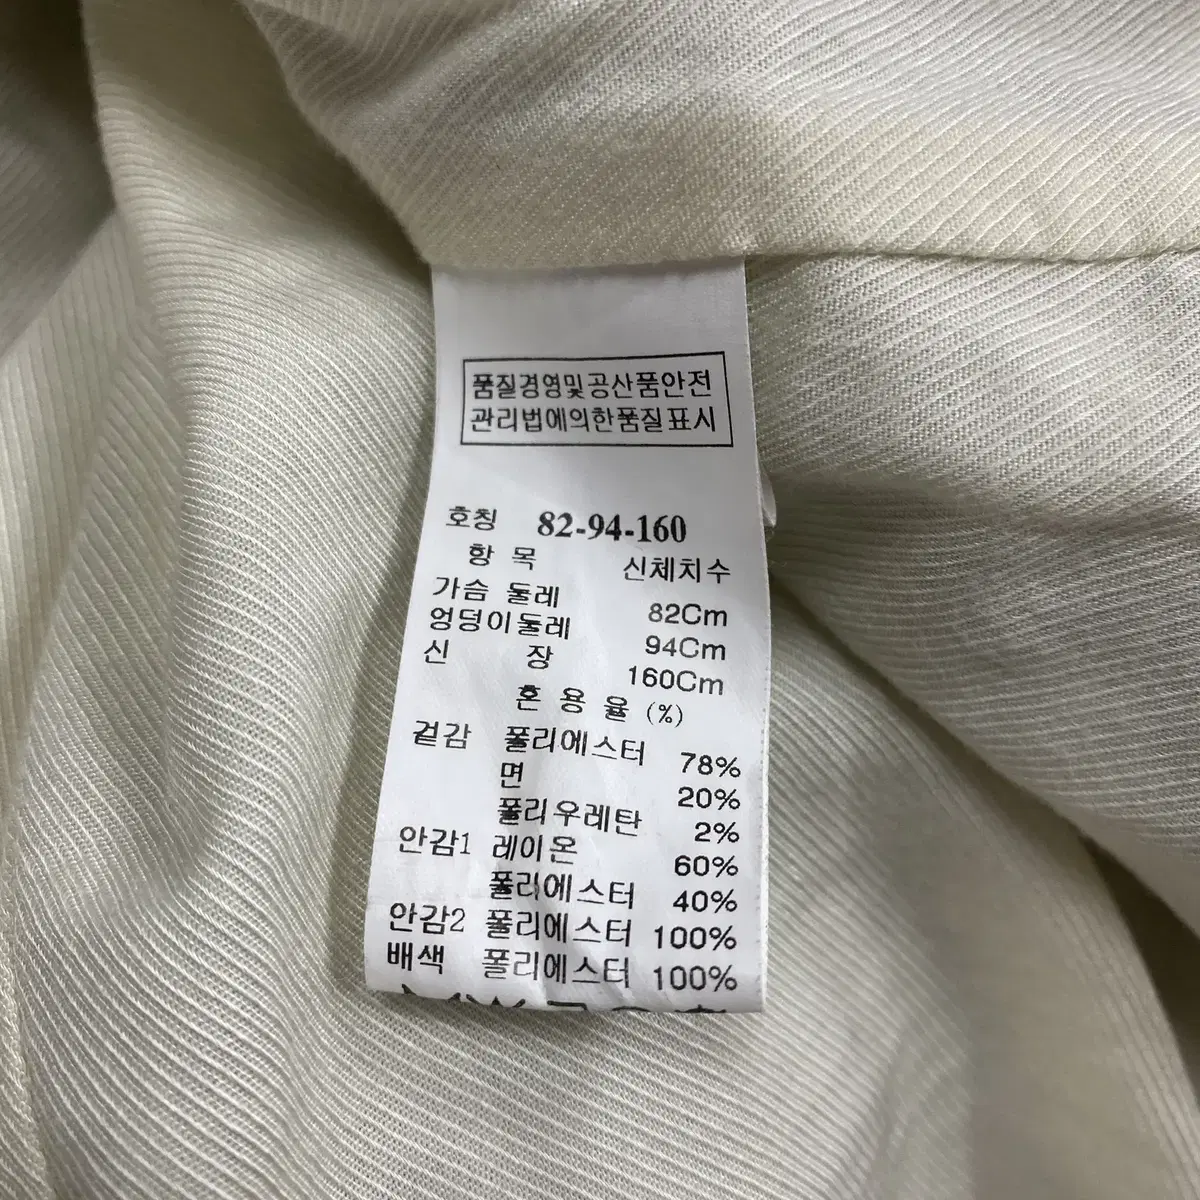 품질경영및공산품안전
관리법에의한품질표시
호칭 82-94-160
항 목 신체치수
가슴 둘레 82Cm
엉덩이둘레 94Cm
신 장 160Cm
혼 용 율 (%)
겉감 폴리에스터 78%
면 20%
폴리우레탄 2%
안감1 레이온 60%
폴리에스터 40%
안감2 폴리에스터 100%
배색 폴리에스터 100%